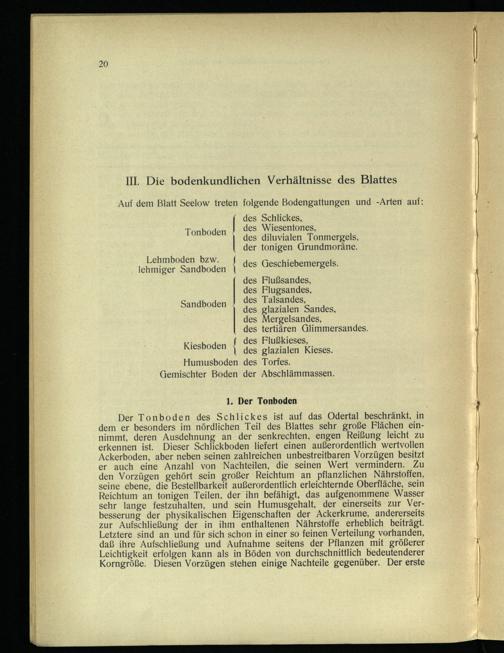 20
III. Die bodenkundlichen Verhältnisse des Blattes
Auf dem Blatt Seelow treten folgende Bodengattungen und -Arten auf:
Tonboden { des Schlickes,
des Wiesentones,
des diluvialen Tonmergels,
der tonigen Grundmoräne.
Lehmboden bzw.
lehmiger Sandboden { des Geschiebemergels.
Sandboden { des Flußsandes,
des Flugsandes,
des Talsandes,
des glazialen Sandes,
des Mergelsandes,
des tertiären Glimmersandes.
Kiesboden { des Flußkieses,
des glazialen Kieses.
Humusboden des Torfes.
Gemischter Boden der Abschlämmassen.
1. Der Tonboden
Der Tonboden des Schlickes ist auf das Odertal beschränkt, in
dem er besonders im nördlichen Teil des Blattes sehr große Flächen ein-
nimmt, deren Ausdehnung an der senkrechten, engen Reißung leicht zu
erkennen ist. Dieser Schlickboden liefert einen außerordentlich wertvollen
Ackerboden, aber neben seinen zahlreichen unbestreitbaren Vorzügen besitzt
er auch eine Anzahl von Nachteilen, die seinen Wert vermindern. Zu
den Vorzügen gehört sein großer Reichtum an pflanzlichen Nährstoffen,
seine ebene, die Bestellbarkeit außerordentlich erleichternde Oberfläche, sein
Reichtum an tonigen Teilen, der ihn befähigt, das aufgenommene Wasser
sehr lange festzuhalten, und sein Humusgehalt, der einerseits zur Ver-
besserung der physikalischen Eigenschaften der Ackerkrume, andererseits
zur Aufschließung der in ihm enthaltenen Nährstoffe erheblich beiträgt.
Letztere sind an und für sich schon in einer so feinen Verteilung vorhanden,
daß ihre Aufschließung und Aufnahme seitens der Pflanzen mit größerer
Leichtigkeit erfolgen kann als in Böden von durchschnittlich bedeutenderer
Korngröße. Diesen Vorzügen stehen einige Nachteile gegenüber. Der erste